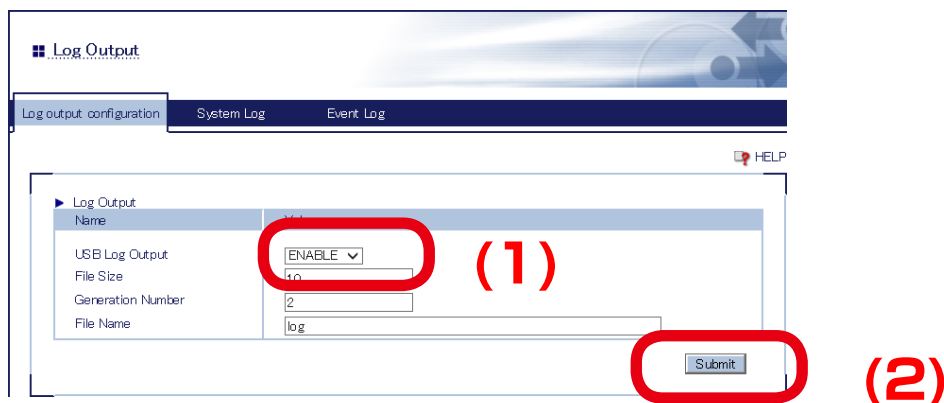 Log Output
Log output configuration System Log Event Log
HELP
Log Output
Name
USB Log Output ENABLE
(1)
File Size 10
Generation Number 2
File Name log
Submit
(2)